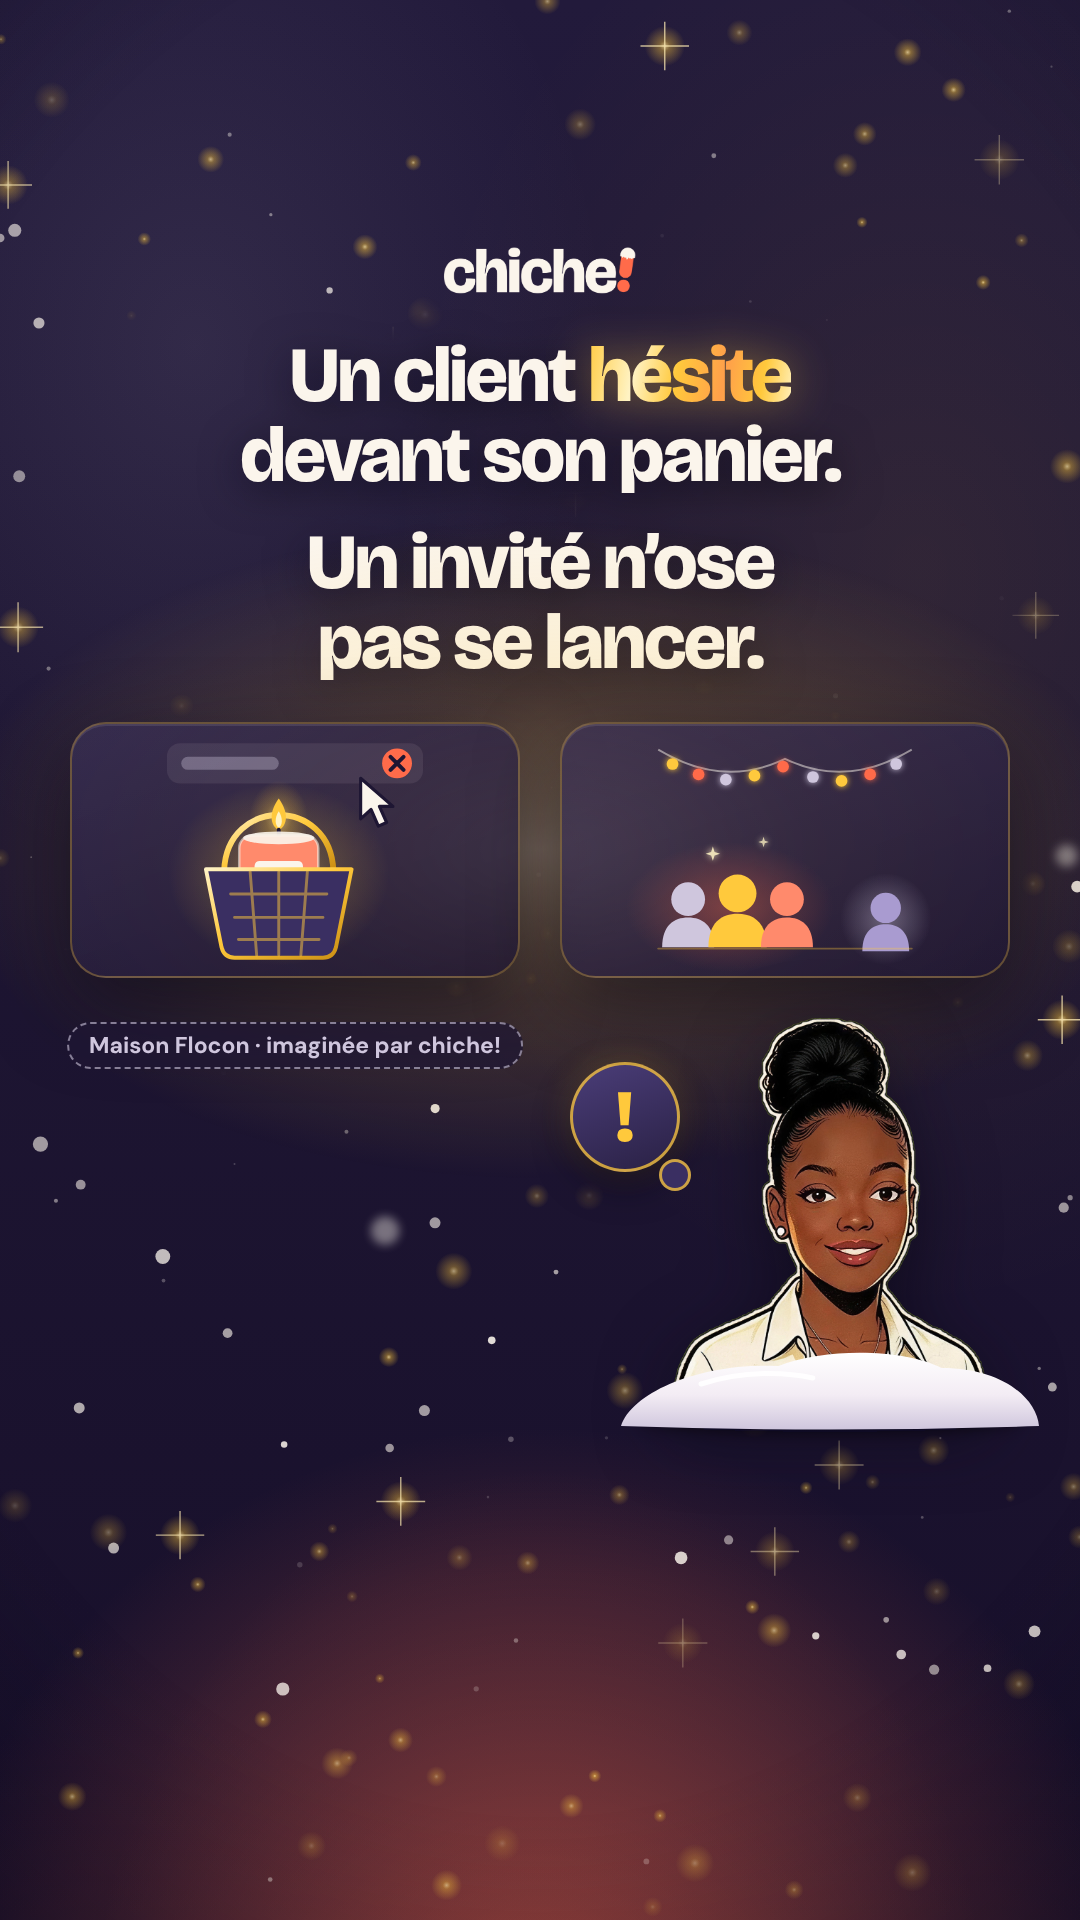 chiche!
Un client hésite
devant son panier.
Un invité n’ose
pas se lancer.
Maison Flocon · imaginée par chiche!
!